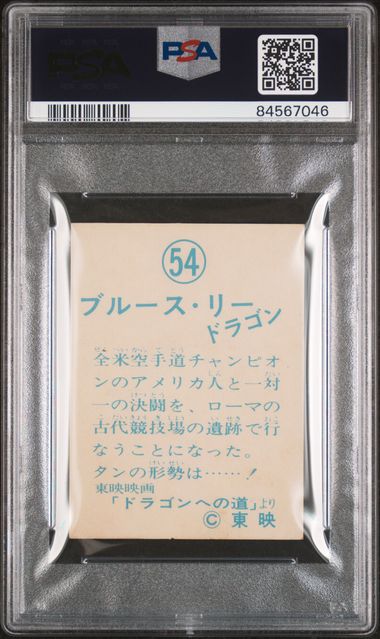 PSA
PSA
84567046
54
ブルース・リー
ドラゴン
全米空手道チャンピオ
ンのアメリカ人と一対
一の決闘を、ローマの
古代競技場の遺跡で行
なうことになった。
タンの形勢は……!
東映映画
「ドラゴンへの道」より
© 東映